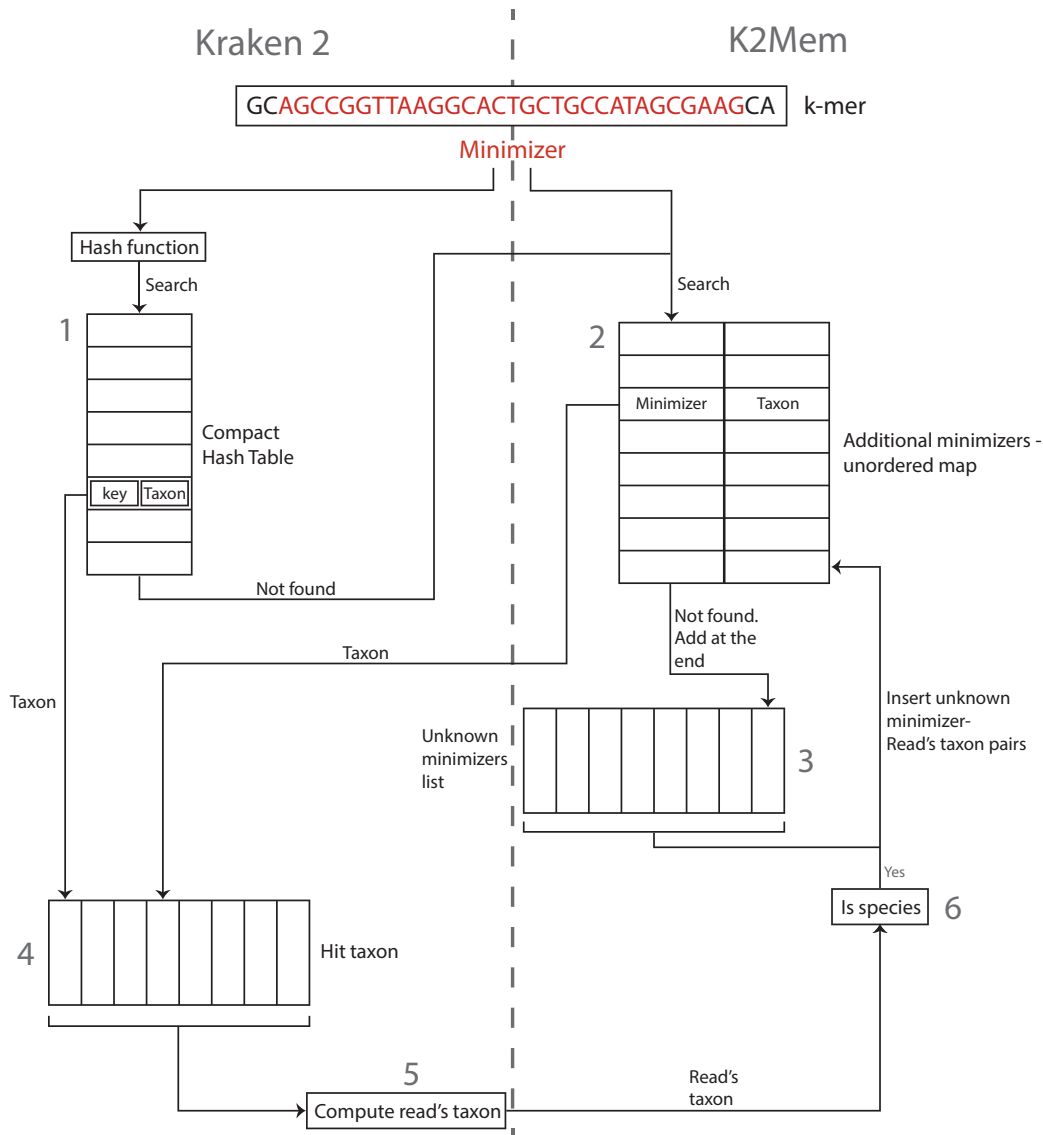 Kraken 2
K2Mem
GCAGCCGGTTAAGGCACTGCTGCCATAGCGAAGCA
k-mer
Minimizer
Hash function
Search
Search
1
2
Minimizer
Taxon
Compact
Hash Table
Additional minimizers -
unordered map
key
Taxon
Not found
Not found.
Add at the
end
Taxon
Taxon
Insert unknown
minimizer-
Read's taxon pairs
Unknown
minimizers
list
3
Yes
Is species
6
4
Hit taxon
5
Compute read's taxon
Read's
taxon